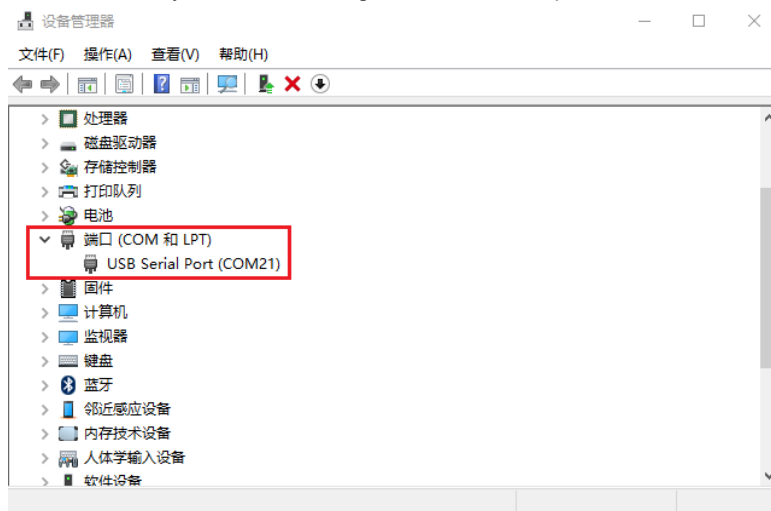 设备管理器
文件(F) 操作(A) 查看(V) 帮助(H)
处理器
磁盘驱动器
存储控制器
打印队列
电池
端口 (COM 和 LPT)
USB Serial Port (COM21)
固件
计算机
监视器
键盘
蓝牙
邻近感应设备
内存技术设备
人体学输入设备
软件设备